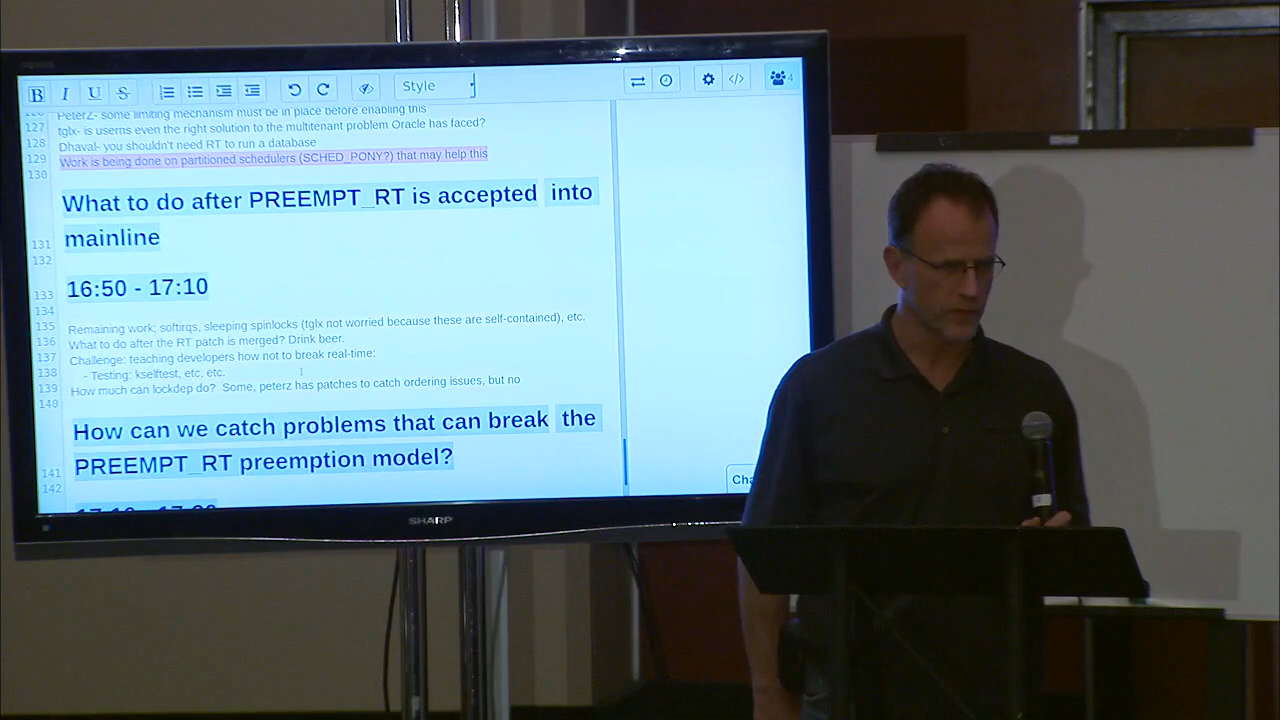 Style
4
PeterZ- some limiting mechanism must be in place before enabling this
127 tglx- is userns even the right solution to the multitenant problem Oracle has faced?
128 Dhaval- you shouldn't need RT to run a database
129 Work is being done on partitioned schedulers (SCHED_PONY?) that may help this
130
What to do after PREEMPT_RT is accepted into
131 mainline
132
133 16:50 - 17:10
134
135 Remaining work; softirqs, sleeping spinlocks (tglx not worried because these are self-contained), etc.
136 What to do after the RT patch is merged? Drink beer.
137 Challenge: teaching developers how not to break real-time:
138 - Testing: kselftest, etc, etc.
139 How much can lockdep do? Some, peterz has patches to catch ordering issues, but no
140
How can we catch problems that can break the
141 PREEMPT_RT preemption model?
142
Cha
SHARP